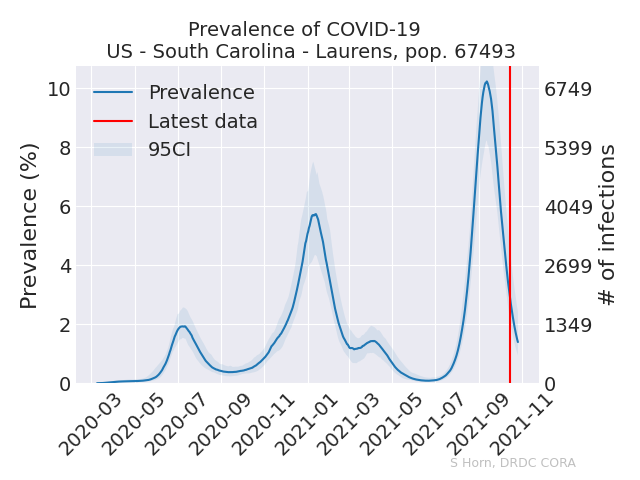 Prevalence of COVID-19
US - South Carolina - Laurens, pop. 67493
Prevalence (%)
10
8
6
4
2
0
Prevalence
Latest data
95CI
6749
5399
4049
2699
1349
0
# of infections
2020-03
2020-05
2020-07
2020-09
2020-11
2021-01
2021-03
2021-05
2021-07
2021-09
2021-11
S Horn, DRDC CORA